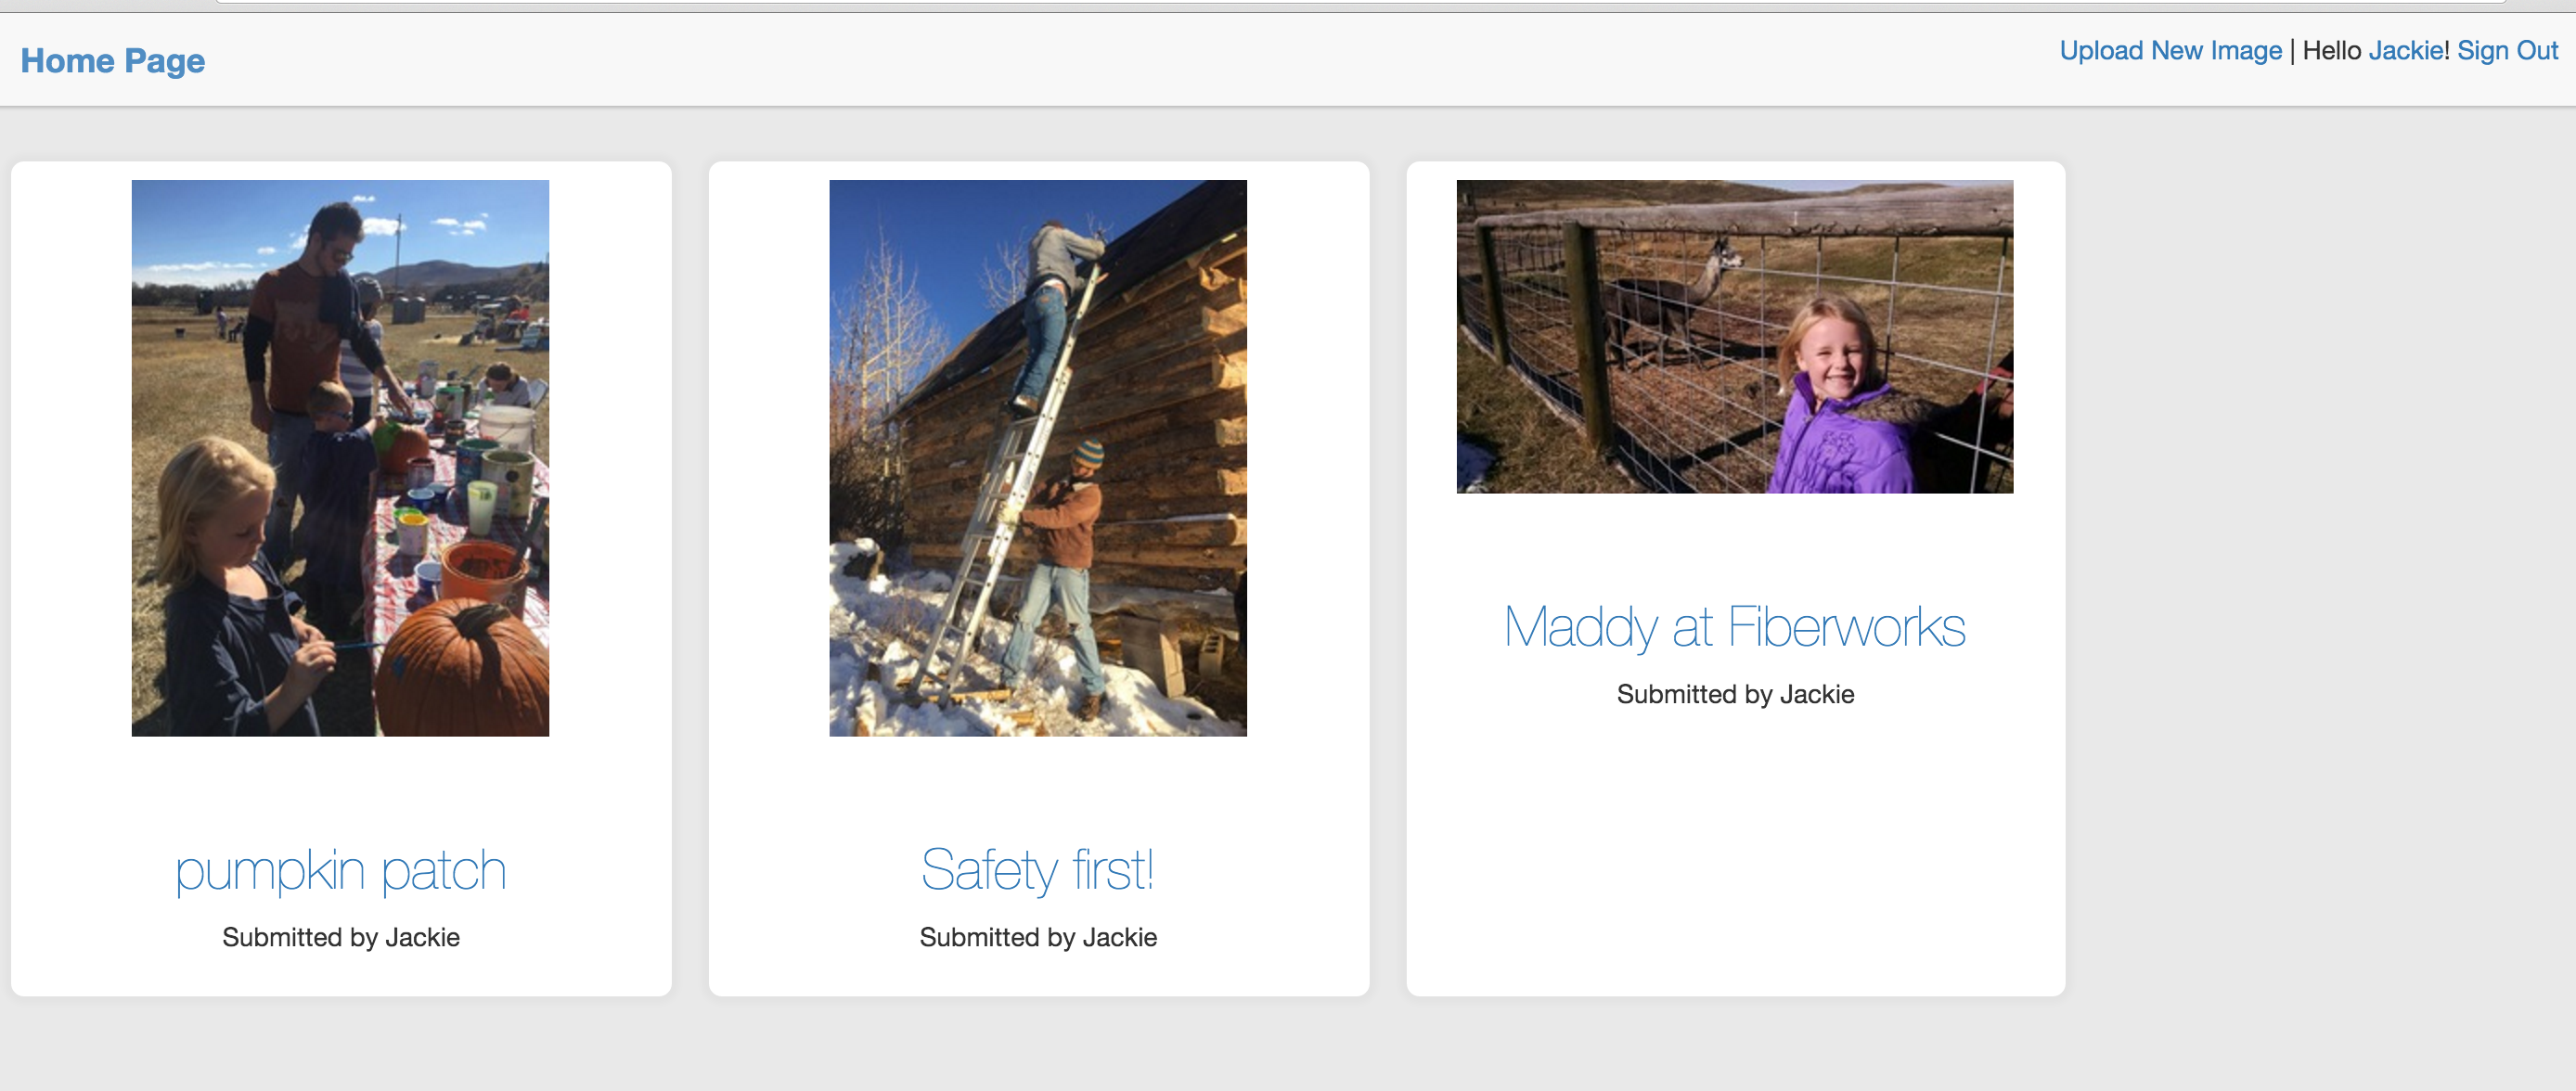 Home Page
Upload New Image | Hello Jackie! Sign Out
pumpkin patch
Submitted by Jackie
Safety first!
Submitted by Jackie
Maddy at Fiberworks
Submitted by Jackie